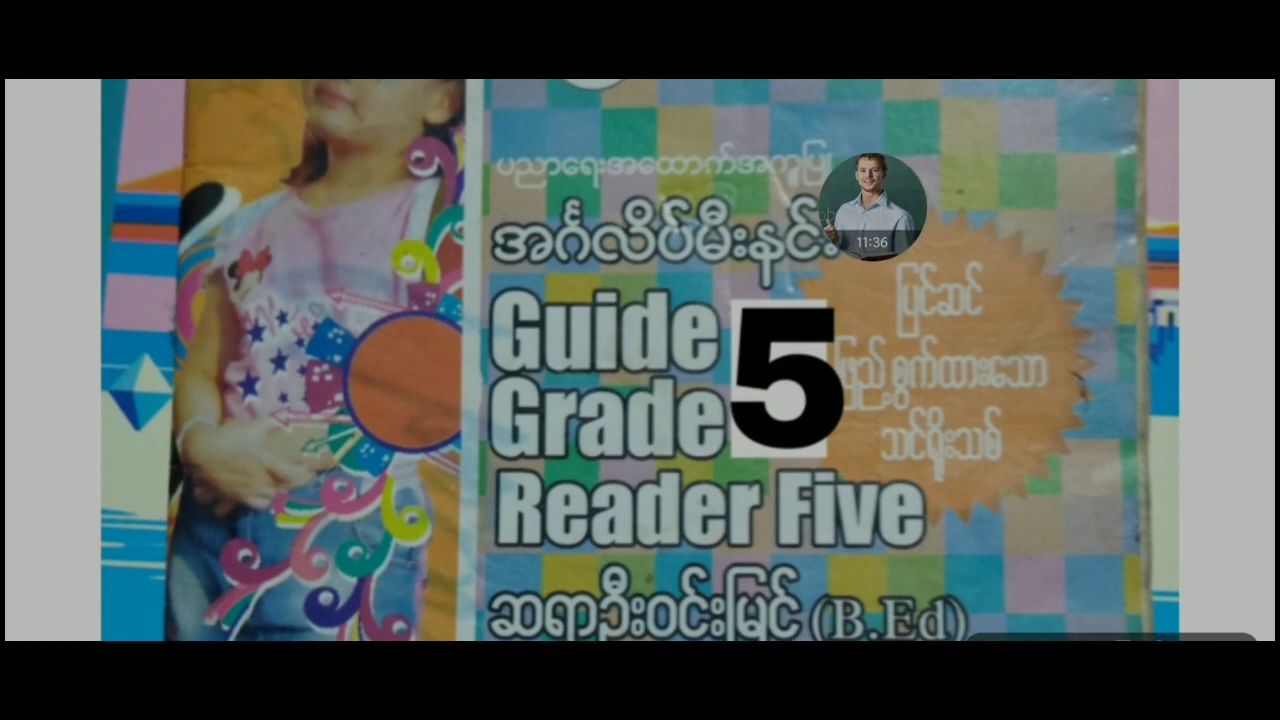 ပညာရေးအထောက်အကူပြု
အင်္ဂလိပ်မီးနင်း
11:36
ပြင်ဆင်
ဖြည့်စွက်ထားသော
သင်ရိုးသစ်
Guide
Grade 5
Reader Five
ဆရာဦးဝင်းမြင့် (B.Ed)